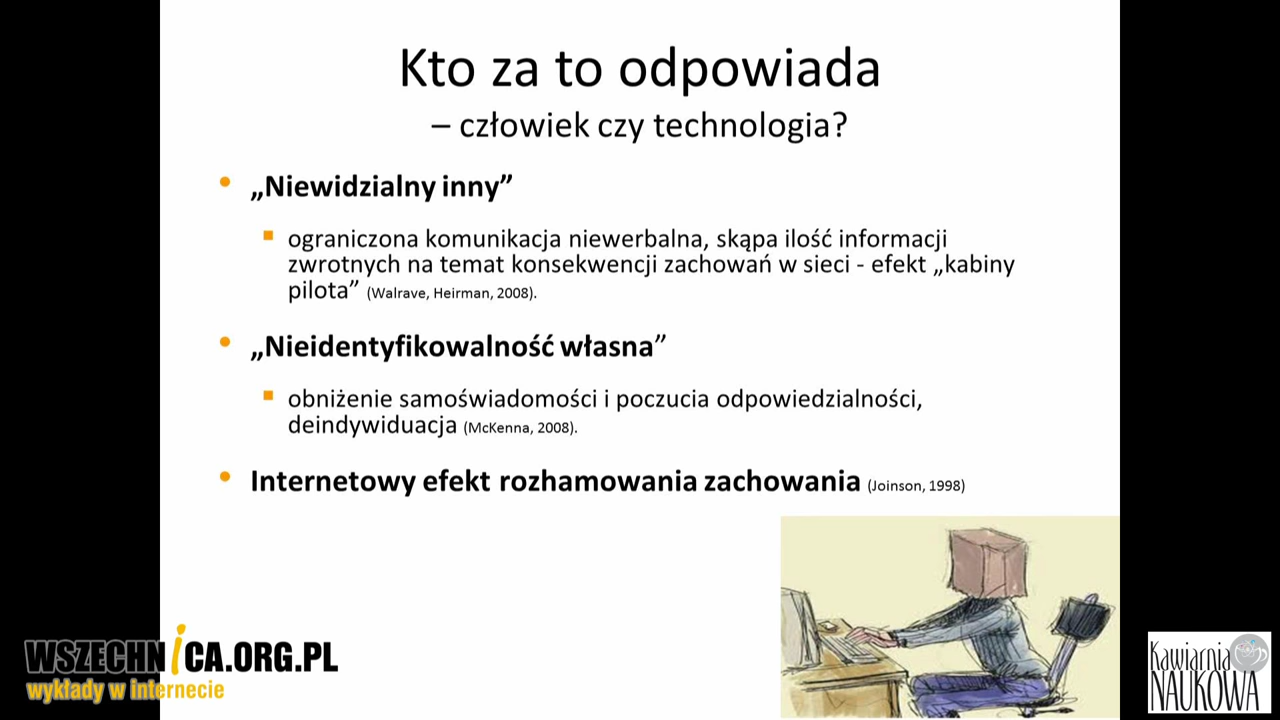 Kto za to odpowiada
– człowiek czy technologia?
• „Niewidzialny inny”
▪ ograniczona komunikacja niewerbalna, skąpa ilość informacji
zwrotnych na temat konsekwencji zachowań w sieci - efekt „kabiny
pilota” (Walrave, Heirman, 2008).
• „Nieidentyfikowalność własna”
▪ obniżenie samoświadomości i poczucia odpowiedzialności,
deindywiduacja (McKenna, 2008).
• Internetowy efekt rozhamowania zachowania (Joinson, 1998)
WSZECHNiCA.ORG.PL
wykłady w internecie
Kawiarnia
NAUKOWA